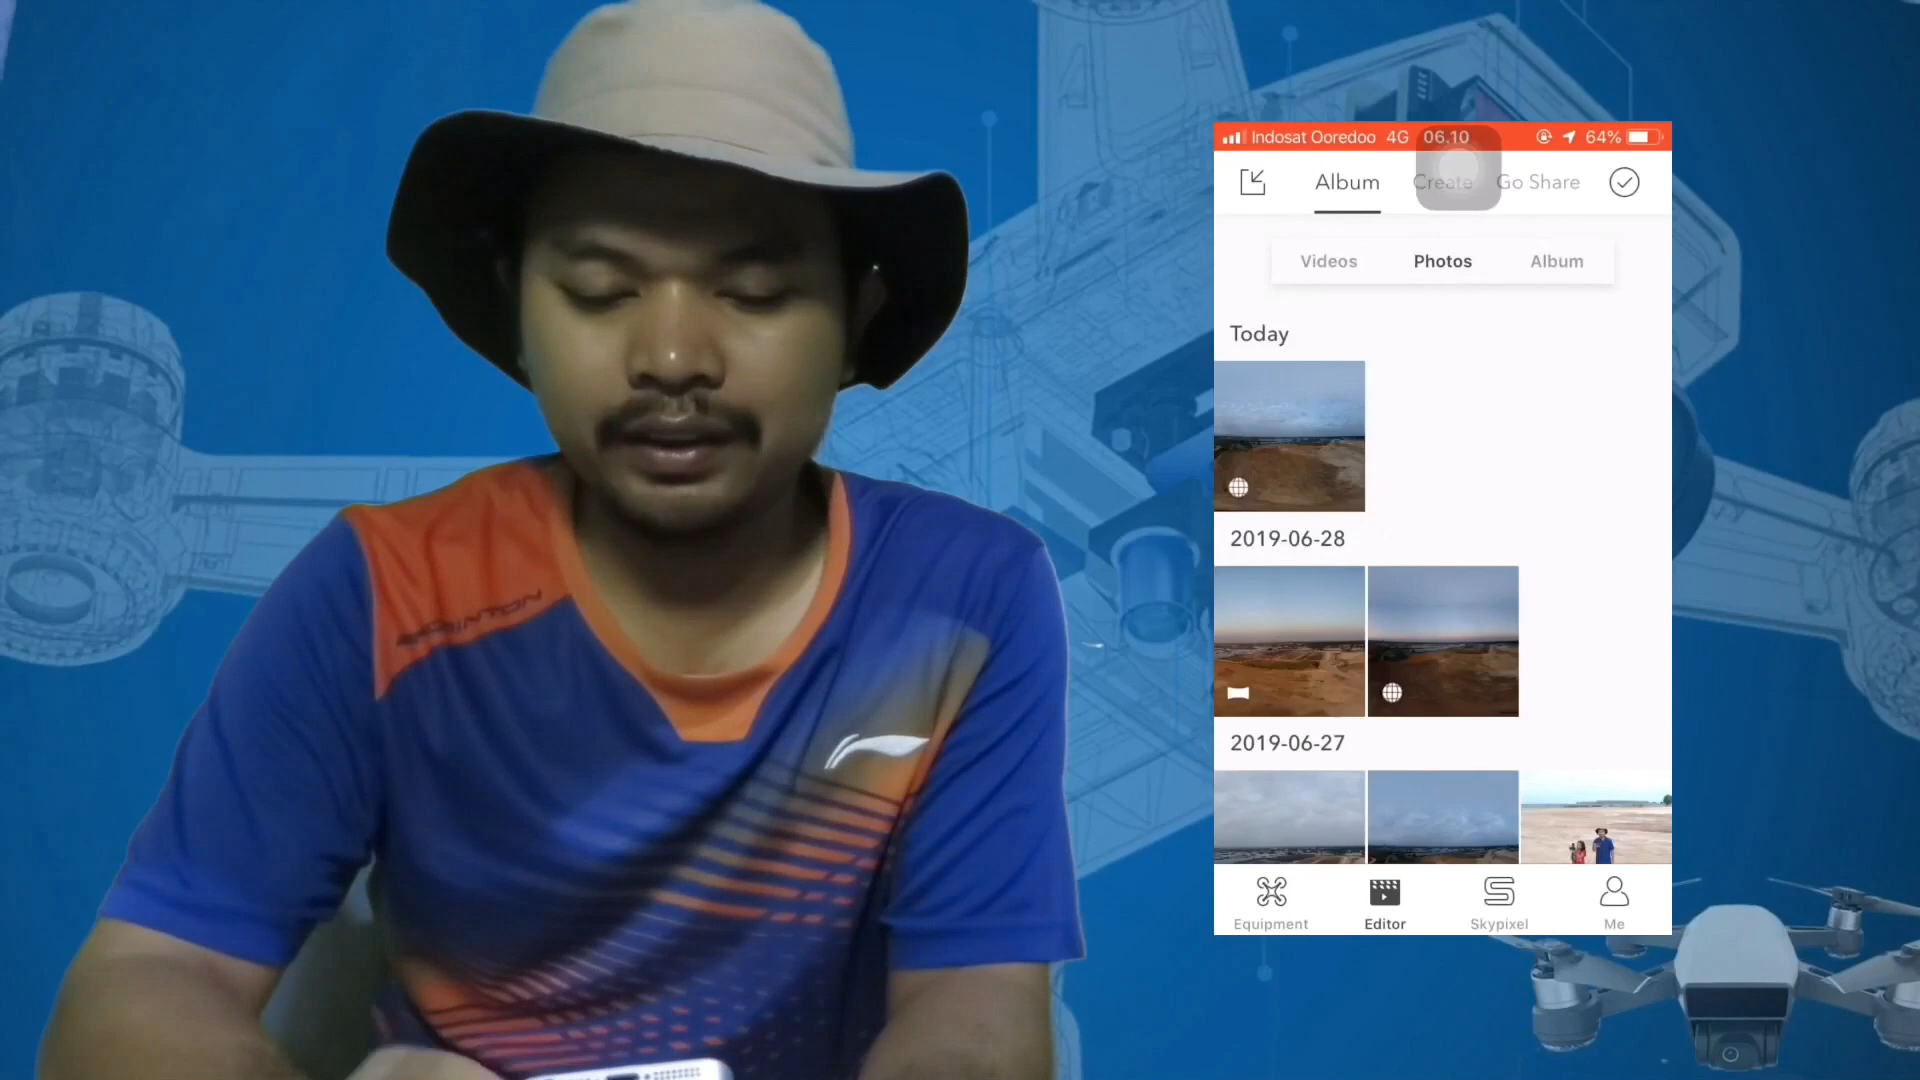 Indosat Ooredoo 4G 06.10 64%
Album Create Go Share
Videos Photos Album
Today
2019-06-28
2019-06-27
Equipment Editor Skypixel Me